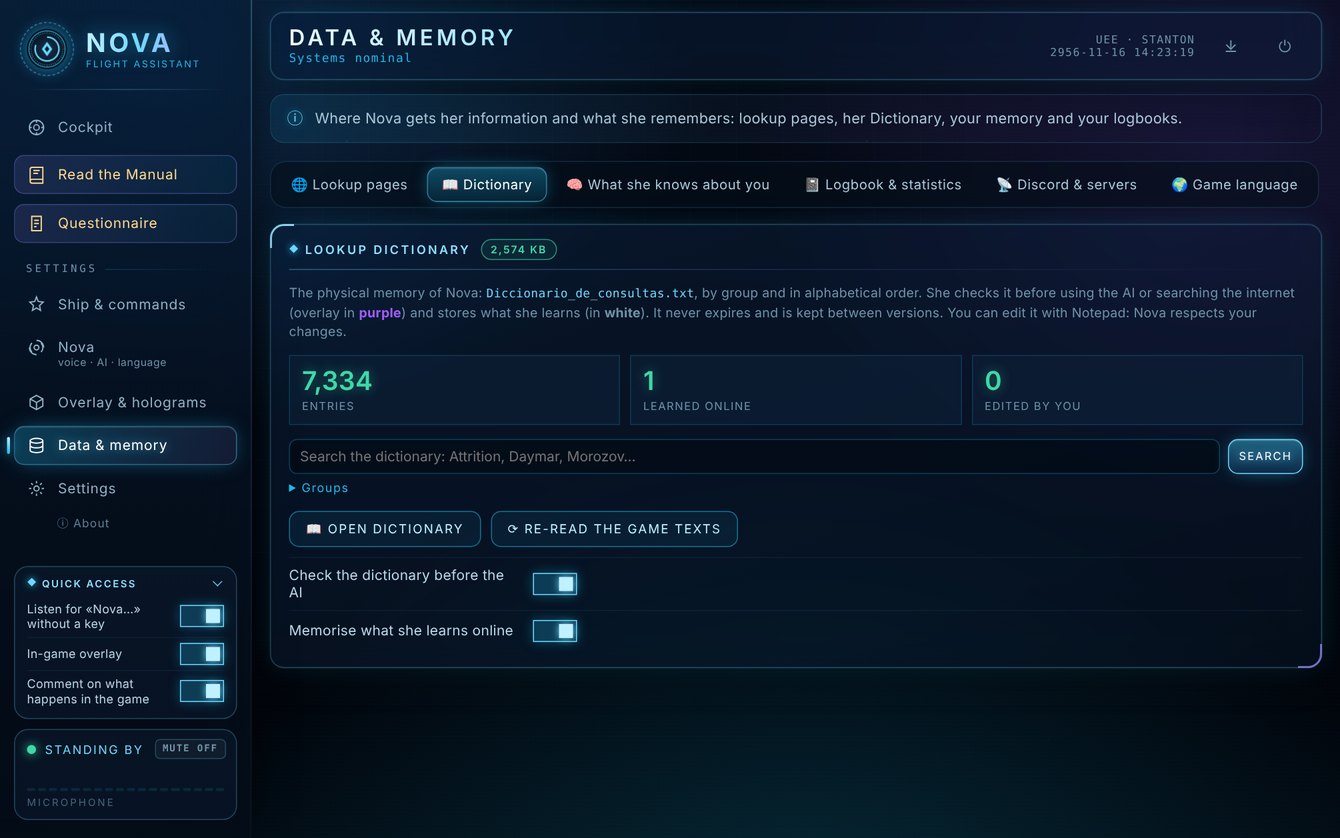 NOVA
FLIGHT ASSISTANT
Cockpit
Read the Manual
Questionnaire
SETTINGS
Ship & commands
Nova
voice · AI · language
Overlay & holograms
Data & memory
Settings
ⓘ About
QUICK ACCESS
Listen for «Nova…»
without a key
In-game overlay
Comment on what
happens in the game
STANDING BY
MUTE OFF
MICROPHONE
DATA & MEMORY
Systems nominal
UEE · STANTON
2956-11-16 14:23:19
Where Nova gets her information and what she remembers: lookup pages, her Dictionary, your memory and your logbooks.
Lookup pages
Dictionary
What she knows about you
Logbook & statistics
Discord & servers
Game language
LOOKUP DICTIONARY
2,574 KB
The physical memory of Nova: Diccionario_de_consultas.txt, by group and in alphabetical order. She checks it before using the AI or searching the internet
(overlay in purple) and stores what she learns (in white). It never expires and is kept between versions. You can edit it with Notepad: Nova respects your
changes.
7,334
ENTRIES
1
LEARNED ONLINE
0
EDITED BY YOU
Search the dictionary: Attrition, Daymar, Morozov…
SEARCH
Groups
OPEN DICTIONARY
RE-READ THE GAME TEXTS
Check the dictionary before the
AI
Memorise what she learns online